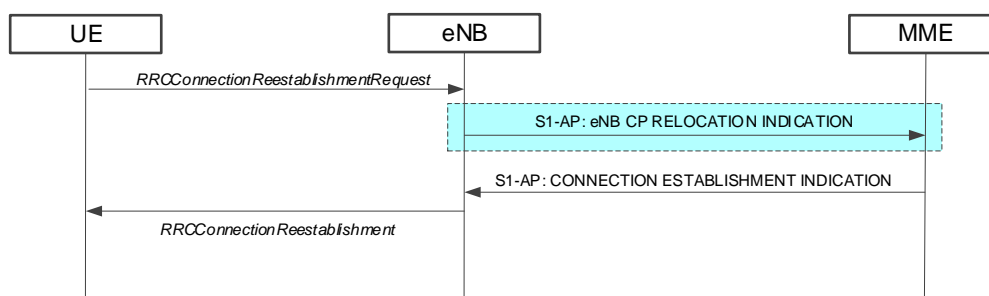 UE
eNB
MME
RRCConnectionReestablishmentRequest
S1-AP: eNB CP RELOCATION INDICATION
S1-AP: CONNECTION ESTABLISHMENT INDICATION
RRCConnectionReestablishment